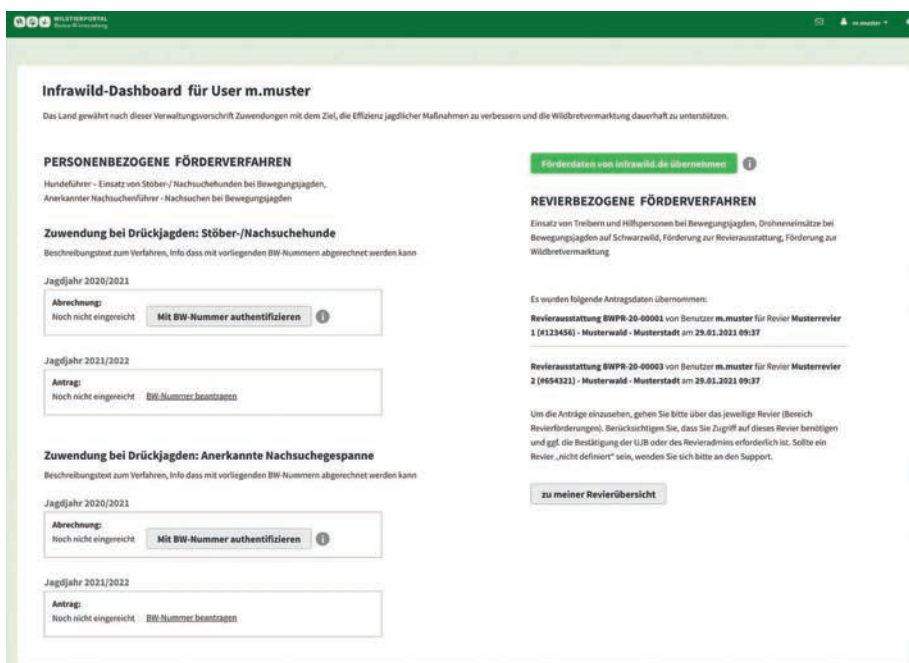 WILDTIERPORTAL
Baden-Württemberg
m.muster
Infrawild-Dashboard für User m.muster
Das Land gewährt nach dieser Verwaltungsvorschrift Zuwendungen mit dem Ziel, die Effizienz jagdlicher Maßnahmen zu verbessern und die Wildbretvermarktung dauerhaft zu unterstützen.
PERSONENBEZOGENE FÖRDERVERFAHREN
Hundeführer – Einsatz von Stöber-/ Nachsuchehunden bei Bewegungsjagden,
Anerkannter Nachsuchenführer - Nachsuchen bei Bewegungsjagden
Zuwendung bei Drückjagden: Stöber-/Nachsuchehunde
Beschreibungstext zum Verfahren, Info dass mit vorliegenden BW-Nummern abgerechnet werden kann
Jagdjahr 2020/2021
Abrechnung:
Noch nicht eingereicht Mit BW-Nummer authentifizieren i
Jagdjahr 2021/2022
Antrag:
Noch nicht eingereicht BW-Nummer beantragen
Zuwendung bei Drückjagden: Anerkannte Nachsuchegespanne
Beschreibungstext zum Verfahren, Info dass mit vorliegenden BW-Nummern abgerechnet werden kann
Jagdjahr 2020/2021
Abrechnung:
Noch nicht eingereicht Mit BW-Nummer authentifizieren i
Jagdjahr 2021/2022
Antrag:
Noch nicht eingereicht BW-Nummer beantragen
Förderdaten von infrawild.de übernehmen i
REVIERBEZOGENE FÖRDERVERFAHREN
Einsatz von Treibern und Hilfspersonen bei Bewegungsjagden, Drohneneinsätze bei
Bewegungsjagden auf Schwarzwild, Förderung zur Revierausstattung, Förderung zur
Wildbretvermarktung
Es wurden folgende Antragsdaten übernommen:
Revierausstattung BWPR-20-00001 von Benutzer m.muster für Revier Musterrevier
1 (#123456) - Musterwald - Musterstadt am 29.01.2021 09:37
Revierausstattung BWPR-20-00003 von Benutzer m.muster für Revier Musterrevier
2 (#654321) - Musterwald - Musterstadt am 29.01.2021 09:37
Um die Anträge einzusehen, gehen Sie bitte über das jeweilige Revier (Bereich
Revierförderungen). Berücksichtigen Sie, dass Sie Zugriff auf dieses Revier benötigen
und ggf. die Bestätigung der UJB oder des Revieradmins erforderlich ist. Sollte ein
Revier „nicht definiert“ sein, wenden Sie sich bitte an den Support.
zu meiner Revierübersicht